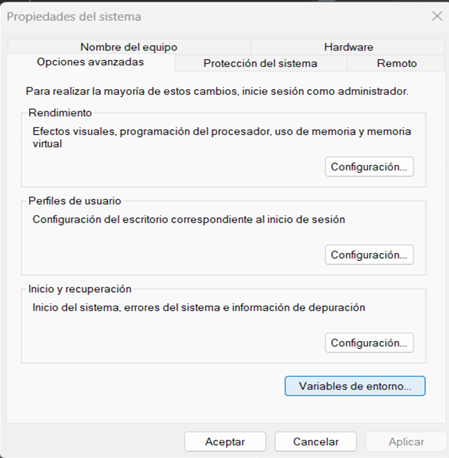 Propiedades del sistema
Nombre del equipo
Hardware
Opciones avanzadas
Protección del sistema
Remoto
Para realizar la mayoría de estos cambios, inicie sesión como administrador.
Rendimiento
Efectos visuales, programación del procesador, uso de memoria y memoria
virtual
Configuración...
Perfiles de usuario
Configuración del escritorio correspondiente al inicio de sesión
Configuración...
Inicio y recuperación
Inicio del sistema, errores del sistema e información de depuración
Configuración...
Variables de entorno...
Aceptar
Cancelar
Aplicar